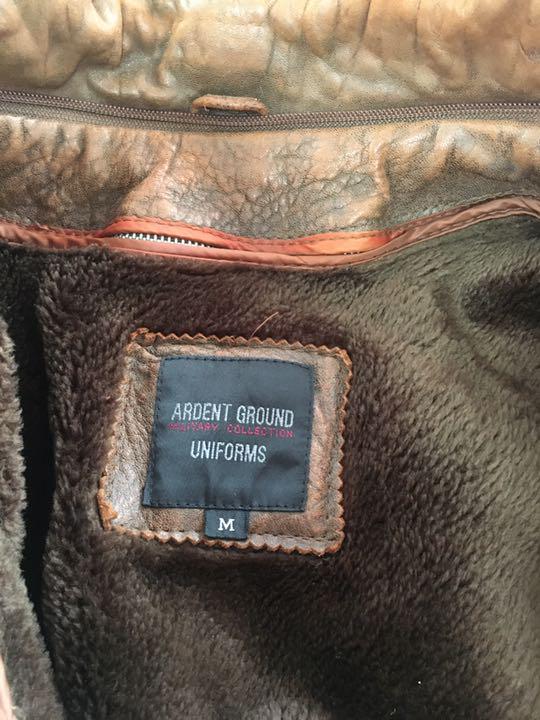 ARDENT GROUND
MILITARY COLLECTION
UNIFORMS
M